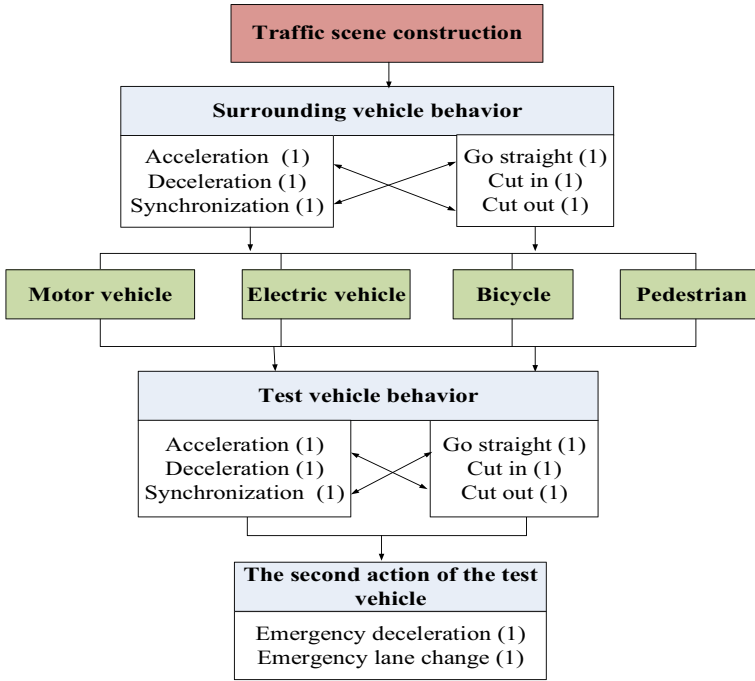 Traffic scene construction
Surrounding vehicle behavior
Acceleration (1)
Deceleration (1)
Synchronization (1)
Go straight (1)
Cut in (1)
Cut out (1)
Motor vehicle
Electric vehicle
Bicycle
Pedestrian
Test vehicle behavior
Acceleration (1)
Deceleration (1)
Synchronization (1)
Go straight (1)
Cut in (1)
Cut out (1)
The second action of the test
vehicle
Emergency deceleration (1)
Emergency lane change (1)